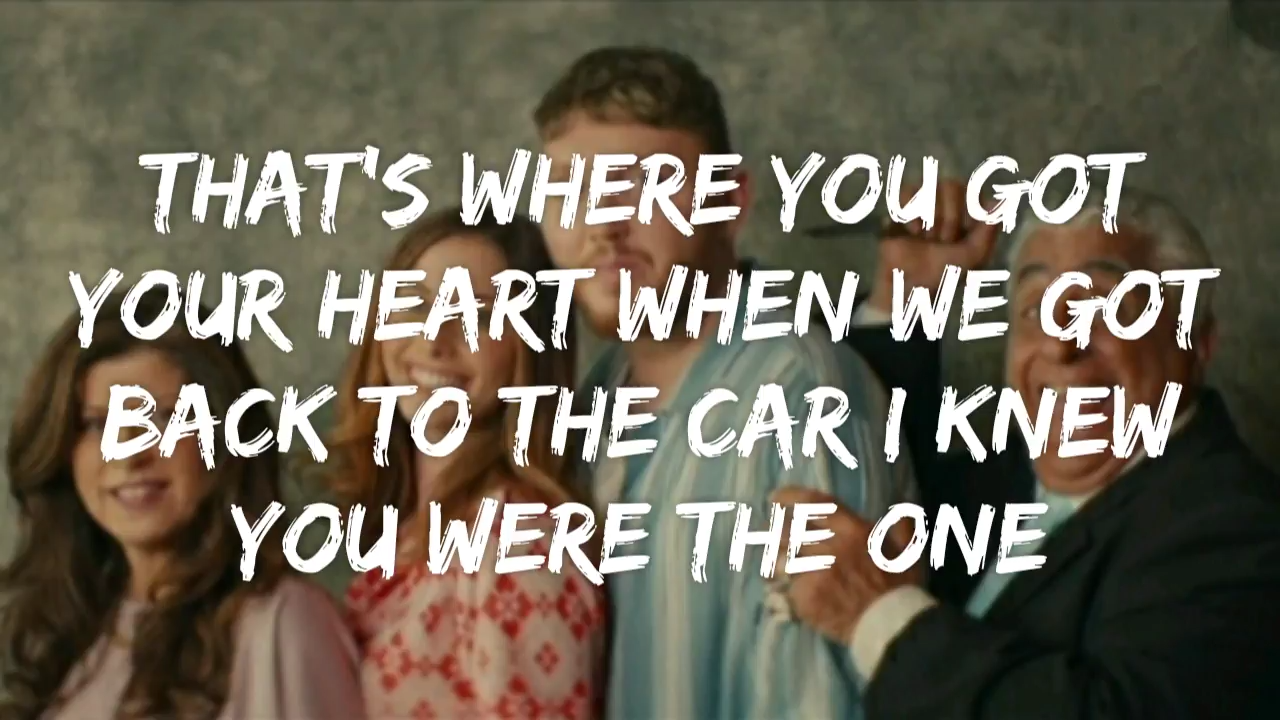 THAT'S WHERE YOU GOT
YOUR HEART WHEN WE GOT
BACK TO THE CAR I KNEW
YOU WERE THE ONE